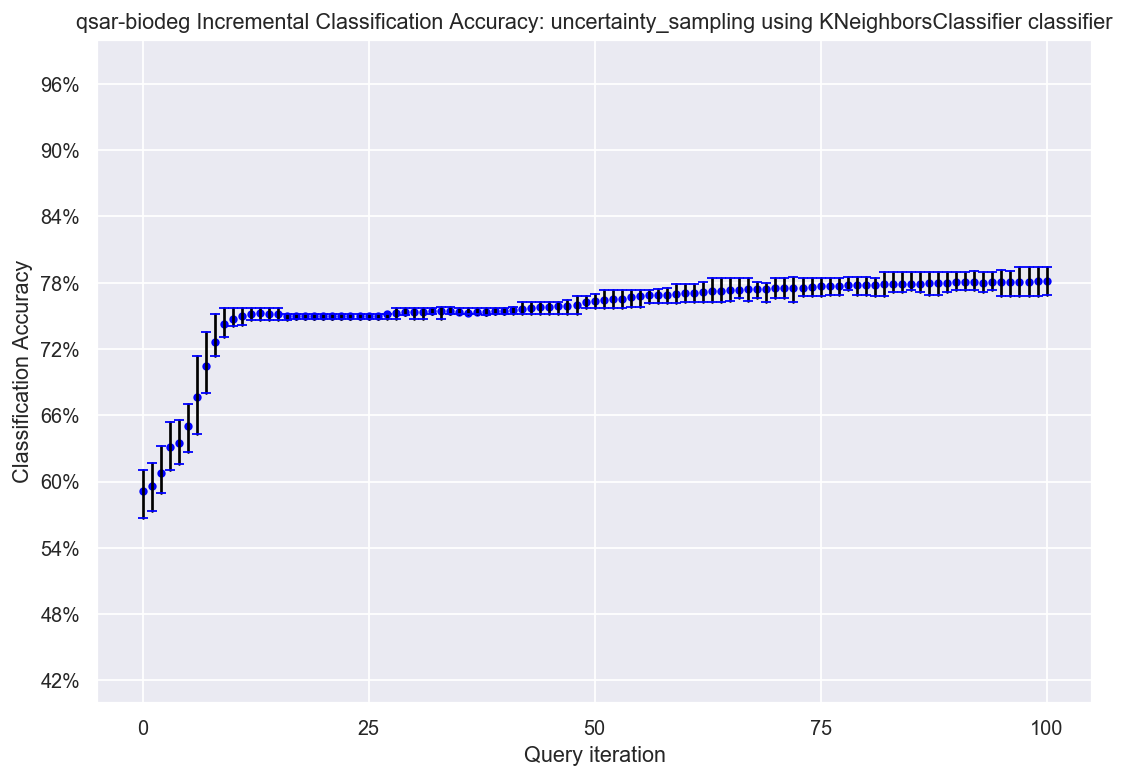 qsar-biodeg Incremental Classification Accuracy: uncertainty_sampling using KNeighborsClassifier classifier
96%
90%
84%
78%
72%
66%
60%
54%
48%
42%
Classification Accuracy
0 25 50 75 100
Query iteration